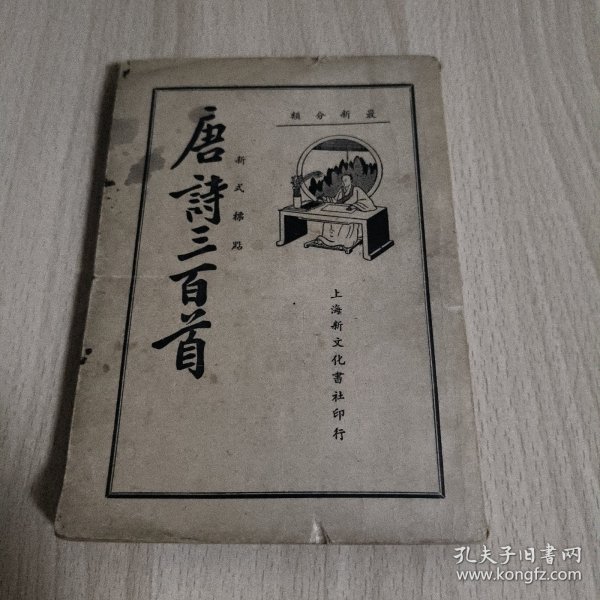 最新分類
唐詩三百首
新式標點
上海新文化書社印行
孔夫子旧书网
www.kongfz.com